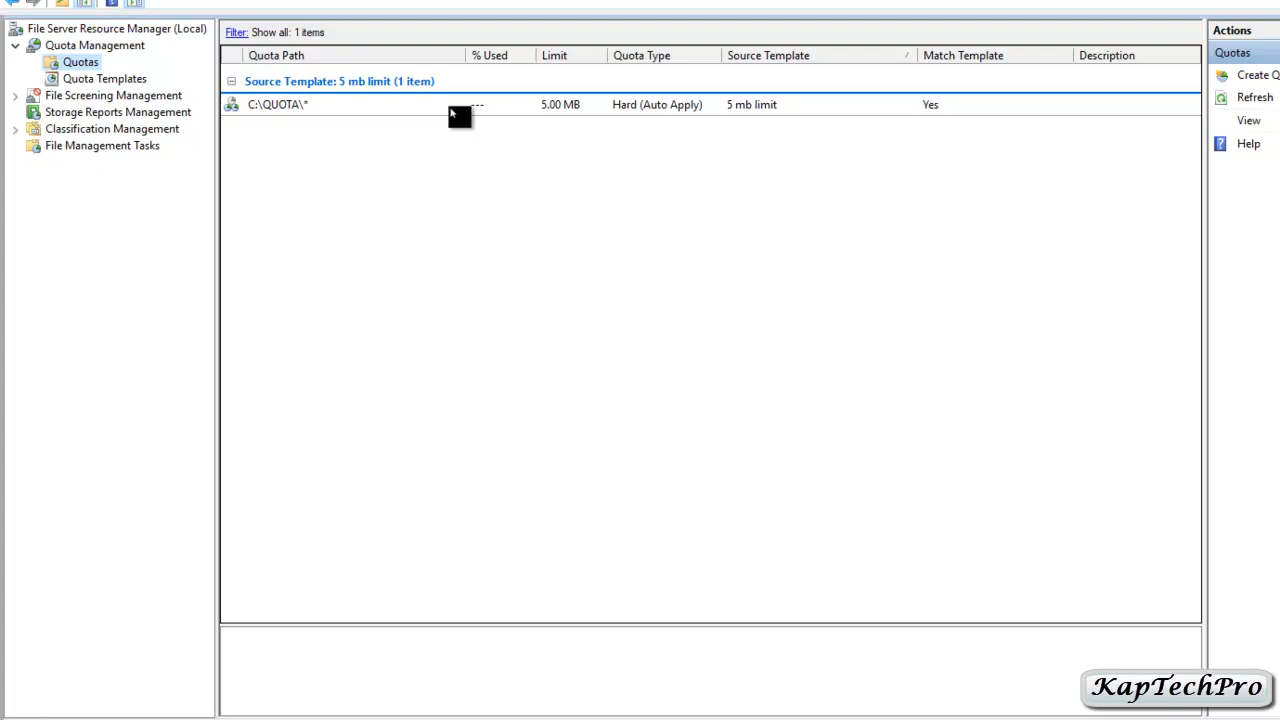 File Server Resource Manager (Local)
Quota Management
Quotas
Quota Templates
File Screening Management
Storage Reports Management
Classification Management
File Management Tasks
Filter: Show all: 1 items
Quota Path % Used Limit Quota Type Source Template Match Template Description
Source Template: 5 mb limit (1 item)
C:\QUOTA\* --- 5.00 MB Hard (Auto Apply) 5 mb limit Yes
Actions
Quotas
Create Q
Refresh
View
Help
KapTechPro